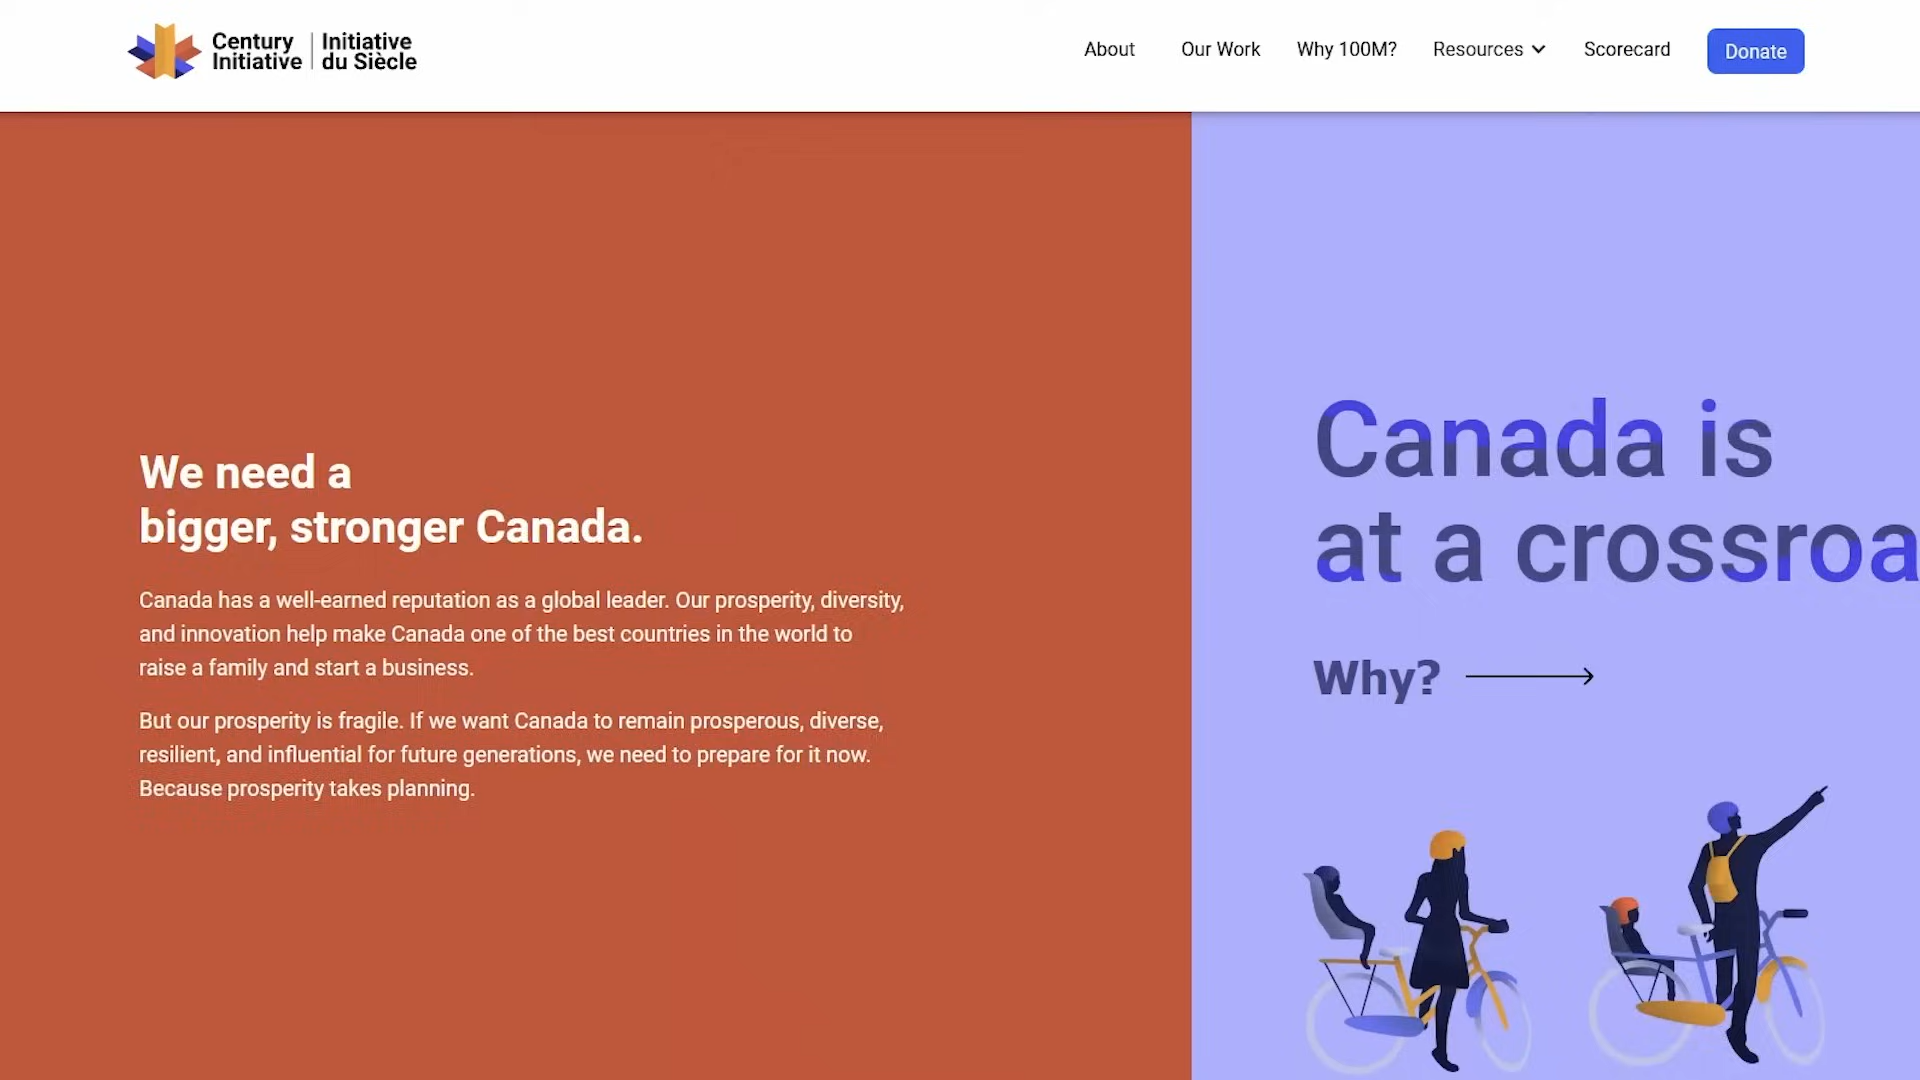 Century
Initiative
Initiative
du Siècle
About
Our Work
Why 100M?
Resources
Scorecard
Donate
We need a
bigger, stronger Canada.
Canada has a well-earned reputation as a global leader. Our prosperity, diversity,
and innovation help make Canada one of the best countries in the world to
raise a family and start a business.
But our prosperity is fragile. If we want Canada to remain prosperous, diverse,
resilient, and influential for future generations, we need to prepare for it now.
Because prosperity takes planning.
Canada is
at a crossroa
Why?